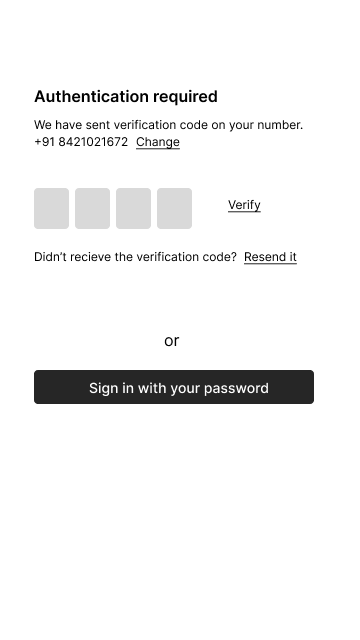 Authentication required
We have sent verification code on your number.
+91 8421021672 Change
Verify
Didn’t recieve the verification code? Resend it
or
Sign in with your password